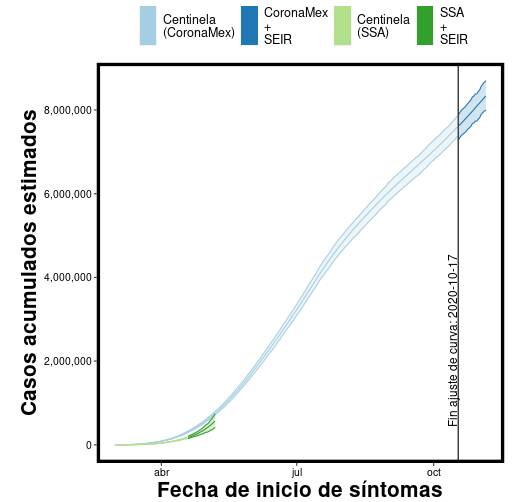 Centinela
(CoronaMex)
CoronaMex
+
SEIR
Centinela
(SSA)
SSA
+
SEIR
Casos acumulados estimados
8,000,000
6,000,000
4,000,000
2,000,000
0
Fin ajuste de curva: 2020-10-17
abr
jul
oct
Fecha de inicio de síntomas